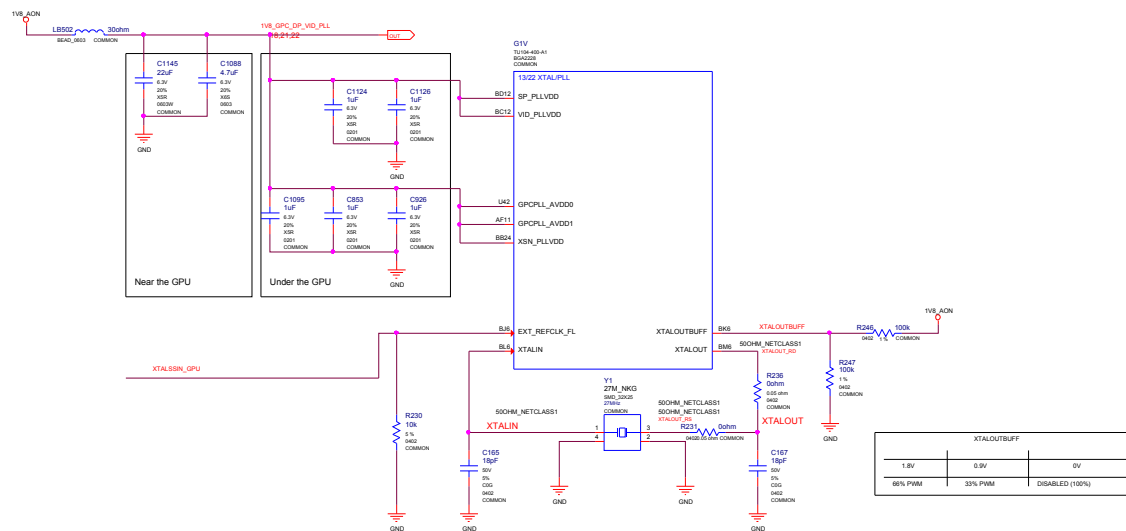 1V8_AON
LB502 30ohm
BEAD_0603 COMMON
1V8_GPC_DP_VID_PLL
18,21,22
OUT
C1145
22uF
6.3V
20%
X5R
0603W
COMMON
C1088
4.7uF
6.3V
20%
X6S
0603
COMMON
GND
Near the GPU
C1124
1uF
6.3V
20%
X5R
0201
COMMON
C1126
1uF
6.3V
20%
X5R
0201
COMMON
GND
C1095
1uF
6.3V
20%
X5R
0201
COMMON
C853
1uF
6.3V
20%
X5R
0201
COMMON
C926
1uF
6.3V
20%
X5R
0201
COMMON
GND
Under the GPU
G1V
TU104-400-A1
BGA2228
COMMON
13/22 XTAL/PLL
BD12 SP_PLLVDD
BC12 VID_PLLVDD
U42 GPCPLL_AVDD0
AF11 GPCPLL_AVDD1
BB24 XSN_PLLVDD
BJ6 EXT_REFCLK_FL
BL6 XTALIN
XTALOUTBUFF BK6
XTALOUT BM6
XTALOUTBUFF
50OHM_NETCLASS1
XTALOUT_RD
R246 100k
0402 1 % COMMON
1V8_AON
R247
100k
1 %
0402
COMMON
GND
XTALSSIN_GPU
R230
10k
5 %
0402
COMMON
GND
R236
0ohm
0.05 ohm
0402
COMMON
Y1
27M_NKG
SMD_32X25
27MHz
COMMON
1
4
3
2
50OHM_NETCLASS1
XTALIN
50OHM_NETCLASS1
50OHM_NETCLASS1
XTALOUT_RS
R231 0ohm
0402 0.05 ohm COMMON
XTALOUT
C165
18pF
50V
5%
C0G
0402
COMMON
GND
GND
GND
C167
18pF
50V
5%
C0G
0402
COMMON
GND
XTALOUTBUFF
1.8V 0.9V 0V
66% PWM 33% PWM DISABLED (100%)